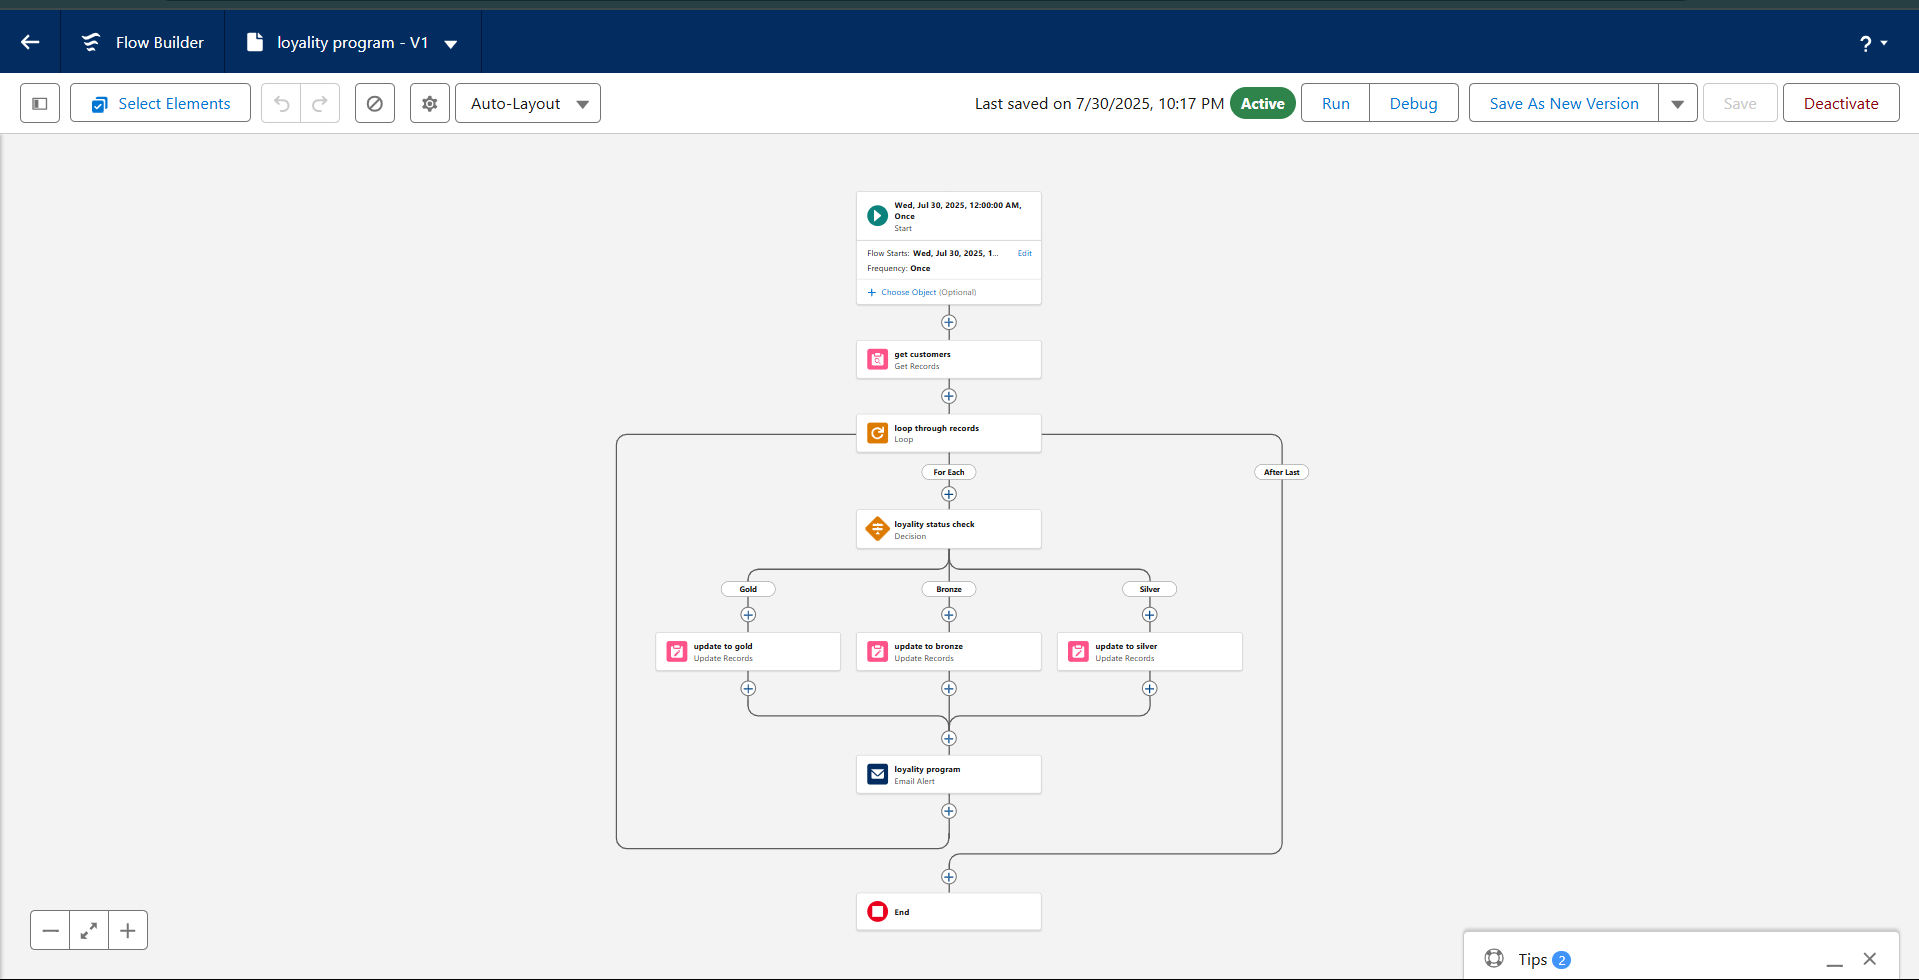 Flow Builder
loyality program - V1
?
Select Elements
Auto-Layout
Last saved on 7/30/2025, 10:17 PM
Active
Run
Debug
Save As New Version
Save
Deactivate
Wed, Jul 30, 2025, 12:00:00 AM,
Once
Start
Flow Starts: Wed, Jul 30, 2025, 1...
Edit
Frequency: Once
+ Choose Object (Optional)
get customers
Get Records
loop through records
Loop
For Each
After Last
loyality status check
Decision
Gold
Bronze
Silver
update to gold
Update Records
update to bronze
Update Records
update to silver
Update Records
loyality program
Email Alert
End
Tips 2